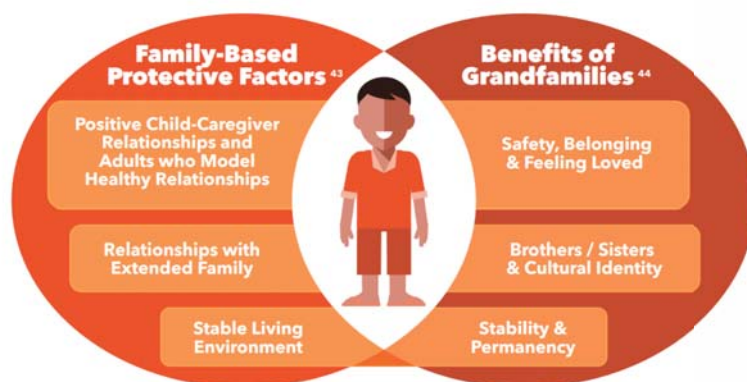 Family-Based
Protective Factors 43
Positive Child-Caregiver
Relationships and
Adults who Model
Healthy Relationships
Relationships with
Extended Family
Stable Living
Environment
Benefits of
Grandfamilies 44
Safety, Belonging
& Feeling Loved
Brothers / Sisters
& Cultural Identity
Stability &
Permanency